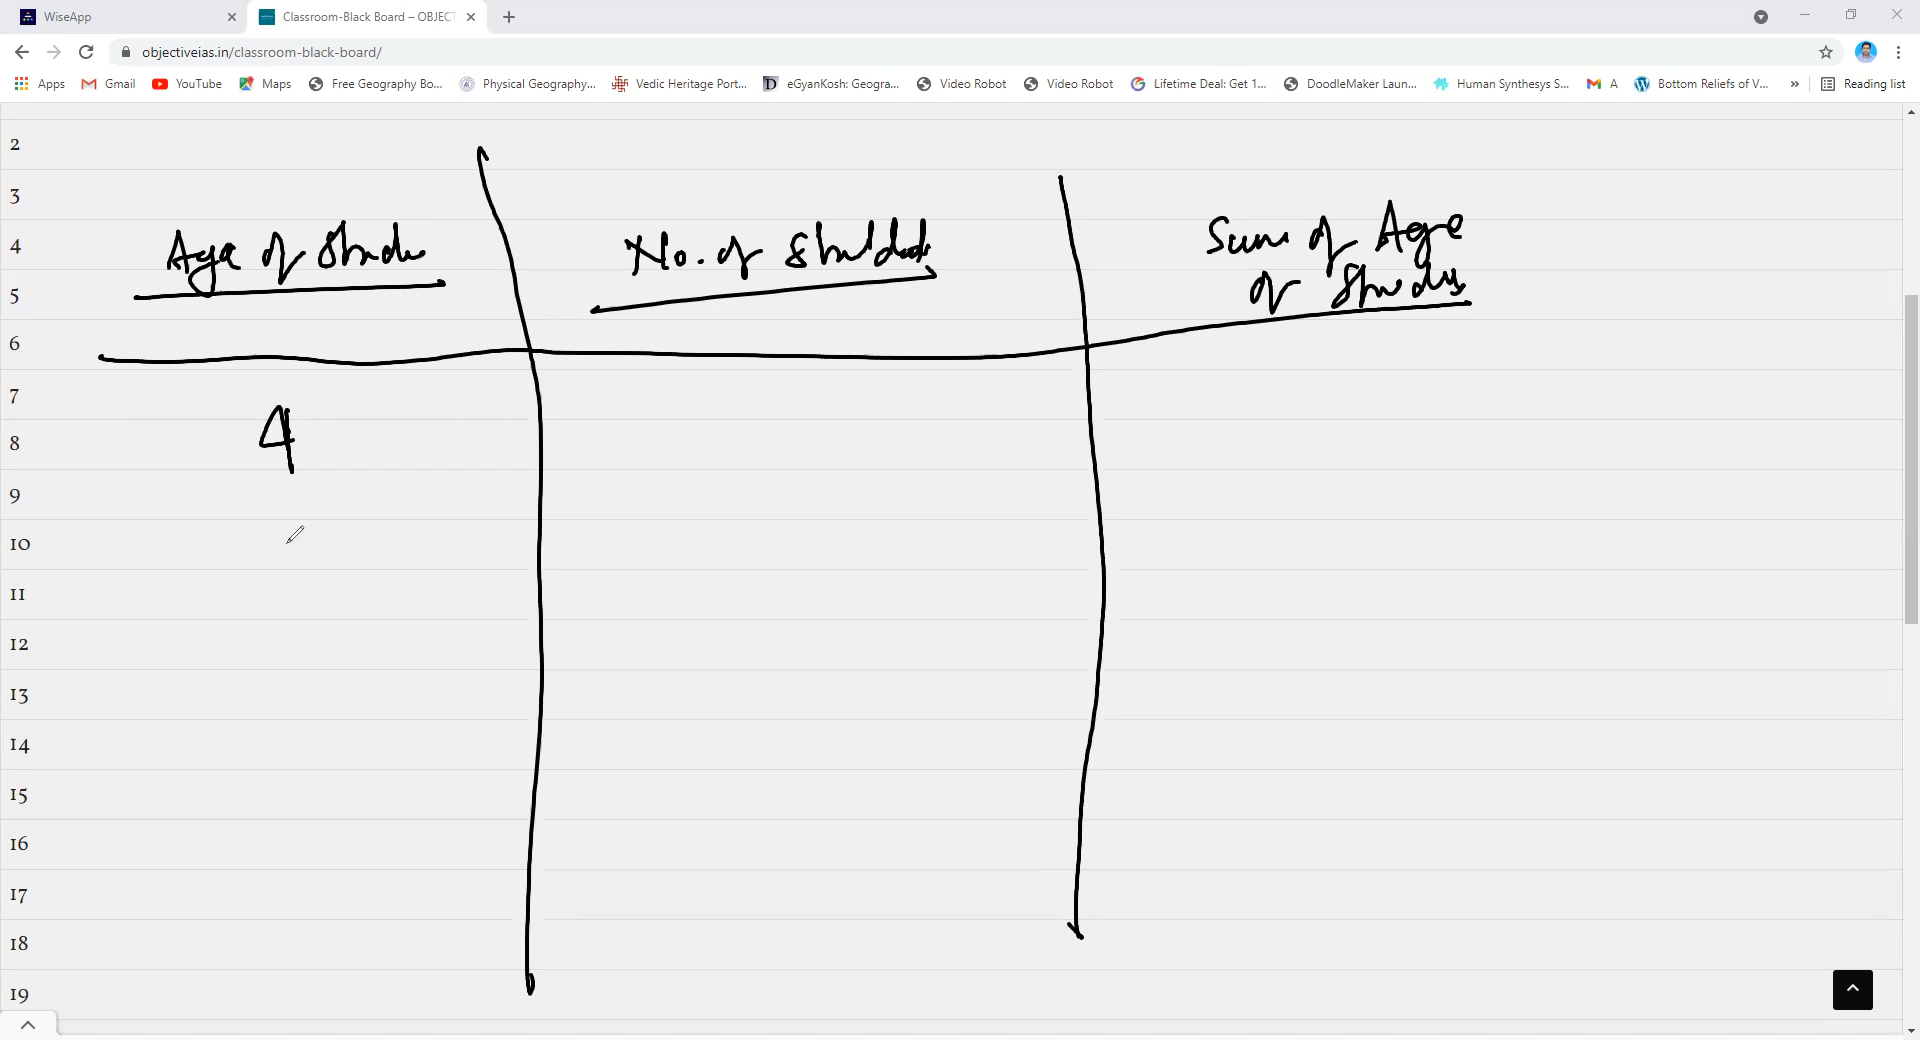 WiseApp
Classroom-Black Board – OBJECT
objectiveias.in/classroom-black-board/
Apps Gmail YouTube Maps Free Geography Bo... Physical Geography,... Vedic Heritage Port... eGyanKosh: Geogra... Video Robot Video Robot Lifetime Deal: Get 1... DoodleMaker Laun... Human Synthesys S... A Bottom Reliefs of V... » Reading list
2
3
4
5
6
7
8
9
10
11
12
13
14
15
16
17
18
19
Age of
No. of
Sum of Age
of
4